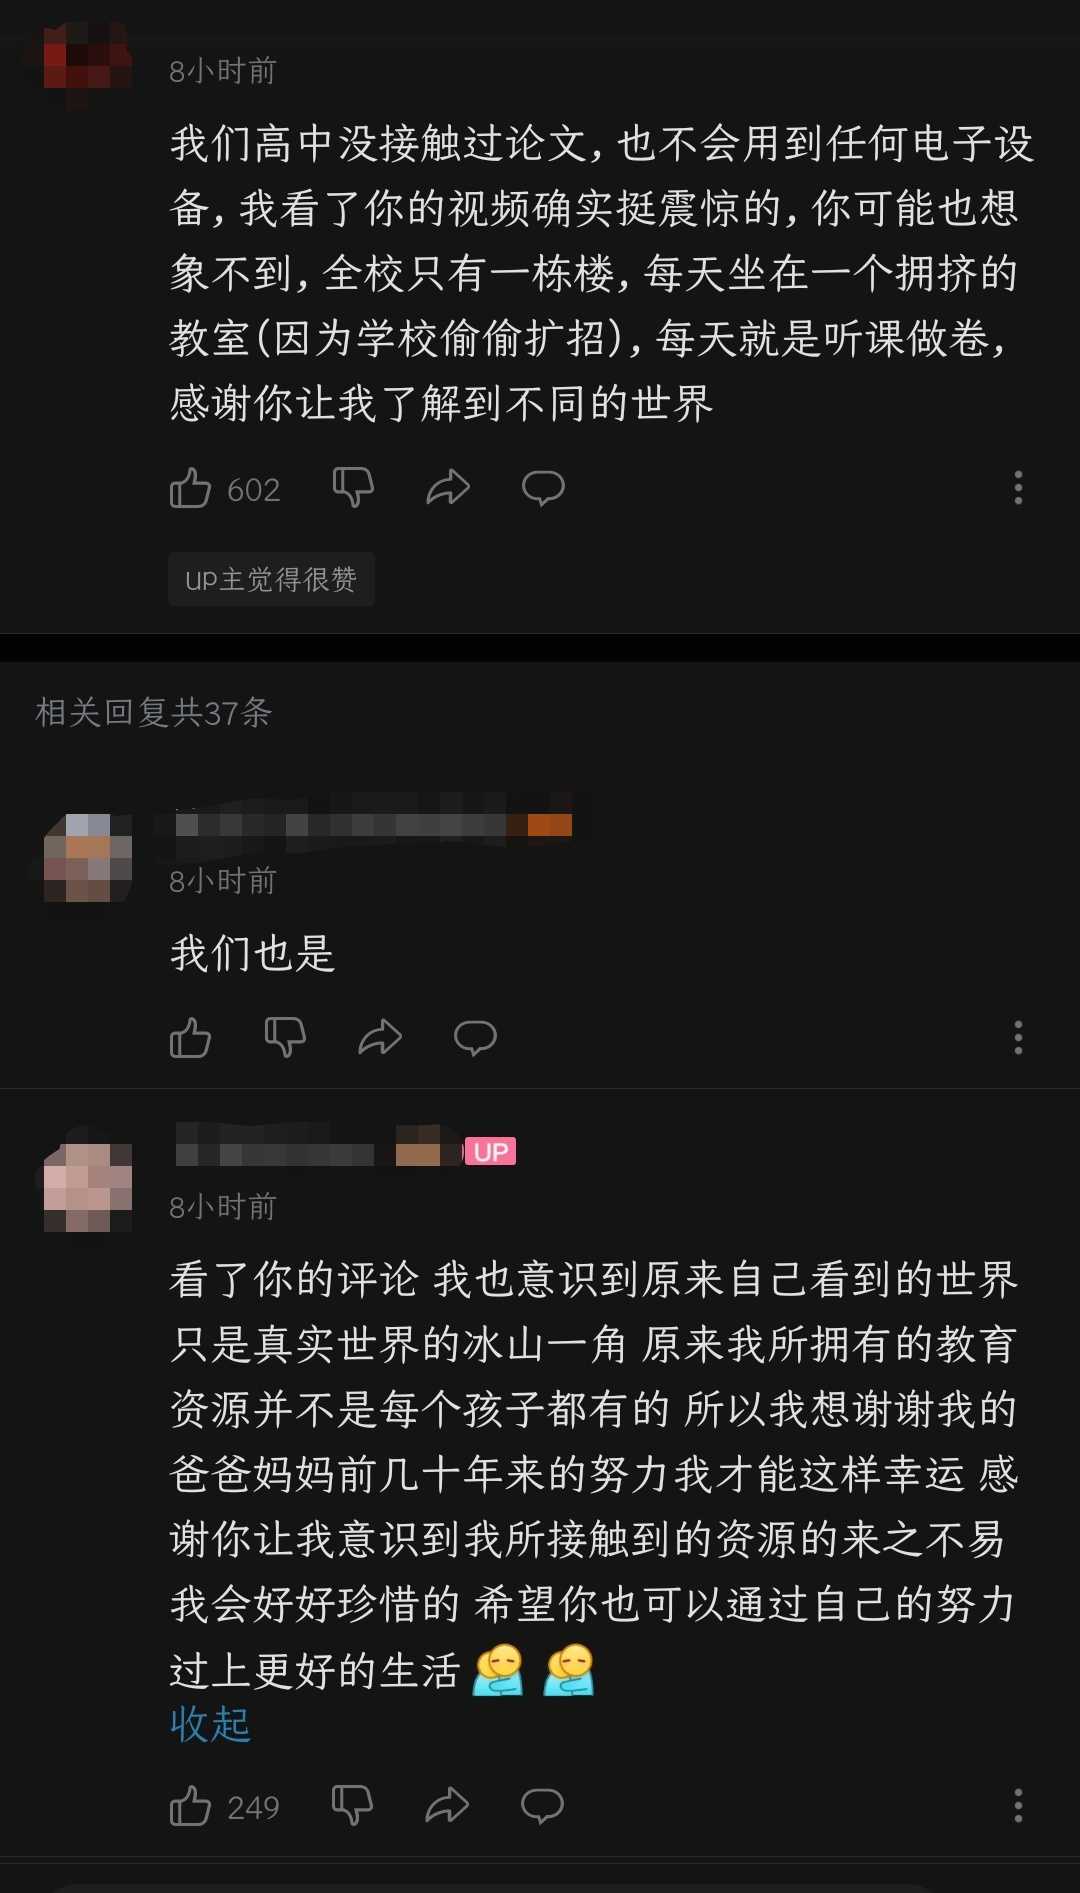 8小时前
我们高中没接触过论文,也不会用到任何电子设
备,我看了你的视频确实挺震惊的,你可能也想
象不到,全校只有一栋楼,每天坐在一个拥挤的
教室(因为学校偷偷扩招),每天就是听课做卷,
感谢你让我了解到不同的世界
602
up主觉得很赞
相关回复共37条
8小时前
我们也是
UP
8小时前
看了你的评论 我也意识到原来自己看到的世界
只是真实世界的冰山一角 原来我所拥有的教育
资源并不是每个孩子都有的 所以我想谢谢我的
爸爸妈妈前几十年来的努力我才能这样幸运 感
谢你让我意识到我所接触到的资源的来之不易
我会好好珍惜的 希望你也可以通过自己的努力
过上更好的生活
收起
249